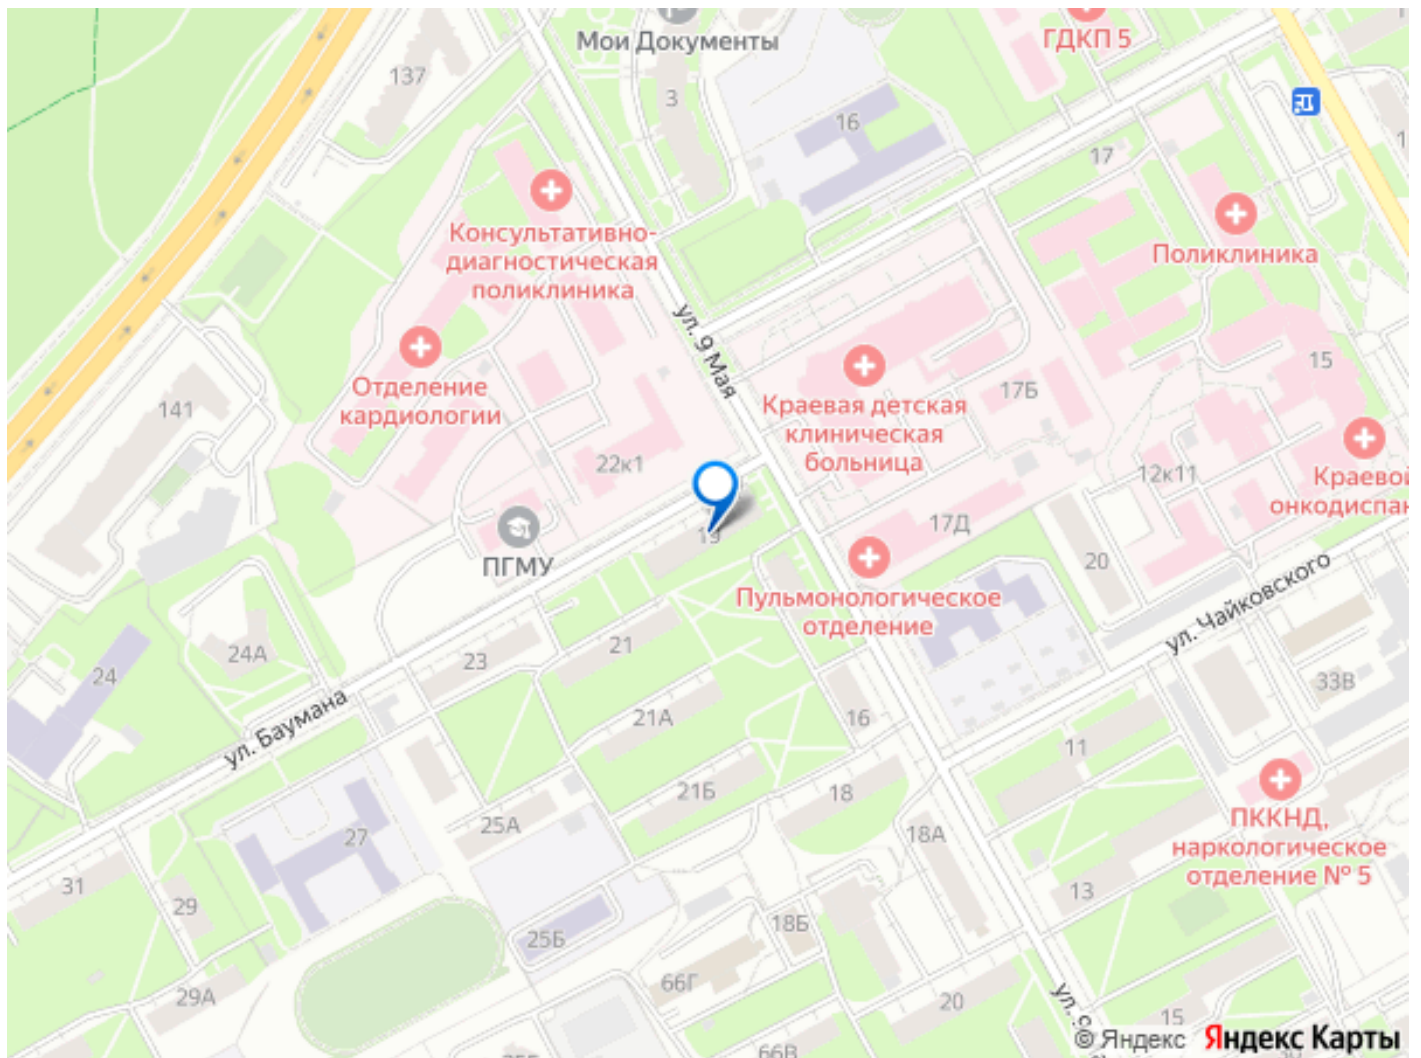 Мои Документы
ГДКП 5
137
3
16
17
Консультативно-
диагностическая
поликлиника
Поликлиника
ул. 9 Мая
Отделение
кардиологии
141
Краевая детская
клиническая
больница
17Б
15
22к1
12к11
Краевой
онкодиспан
19
17Д
ПГМУ
20
Пульмонологическое
отделение
ул. Чайковского
24А
24
23
21
21А
16
33В
ул. Баумана
11
21Б
18
25А
27
18А
ПККНД,
наркологическое
отделение № 5
31
29
13
25Б
18Б
66Г
29А
20
15
ул. 9
66В
© Яндекс Яндекс Карты